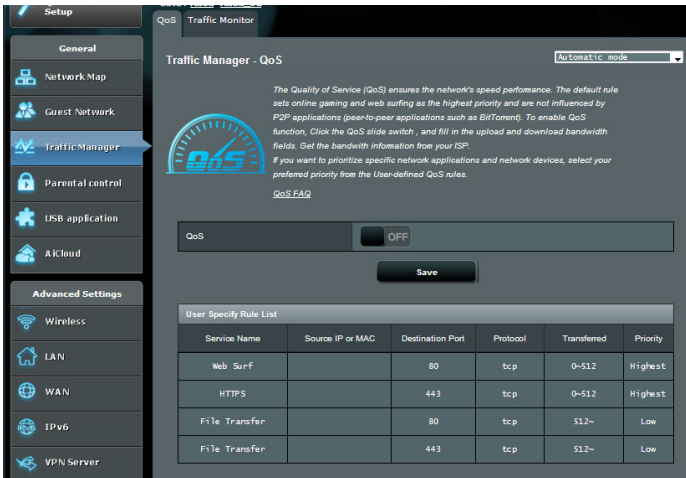 Setup
General
Network Map
Guest Network
Traffic Manager
Parental control
USB application
AiCloud
Advanced Settings
Wireless
LAN
WAN
IPv6
VPN Server
QoS Traffic Monitor
Traffic Manager - QoS
Automatic mode
QoS
The Quality of Service (QoS) ensures the network's speed performance. The default rule
sets online gaming and web surfing as the highest priority and are not influenced by
P2P applications (peer-to-peer applications such as BitTorrent). To enable QoS
function, Click the QoS slide switch , and fill in the upload and download bandwidth
fields. Get the bandwith information from your ISP.
If you want to prioritize specific network applications and network devices, select your
preferred priority from the User-defined QoS rules.
QoS FAQ
QoS OFF
Save
User Specify Rule List
Service Name Source IP or MAC Destination Port Protocol Transferred Priority
Web Surf 80 tcp 0~512 Highest
HTTPS 443 tcp 0~512 Highest
File Transfer 80 tcp 512~ Low
File Transfer 443 tcp 512~ Low